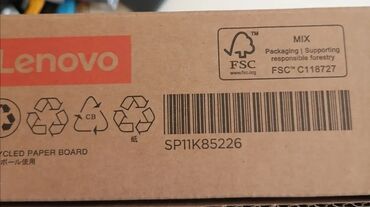 Lenovo
FSC
www.fsc.org
MIX
Packaging | Supporting
responsible forestry
FSC™ C118727
CB
紙
SP11K85226
YCLED PAPER BOARD
ボール使用